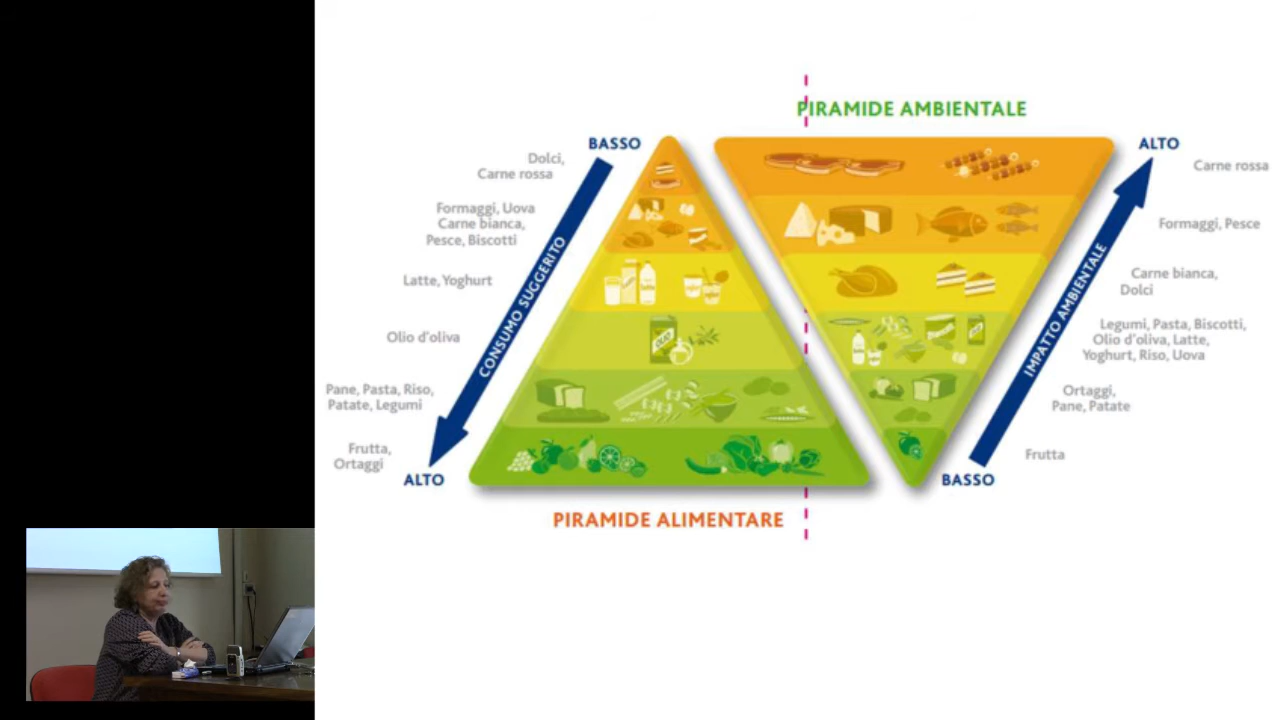 PIRAMIDE AMBIENTALE
BASSO
Dolci,
Carne rossa
Formaggi, Uova
Carne bianca,
Pesce, Biscotti
Latte, Yoghurt
Olio d'oliva
Pane, Pasta, Riso,
Patate, Legumi
Frutta,
Ortaggi
ALTO
CONSUMO SUGGERITO
OLIO
PIRAMIDE ALIMENTARE
ALTO
Carne rossa
Formaggi, Pesce
Carne bianca,
Dolci
Legumi, Pasta, Biscotti,
Olio d'oliva, Latte,
Yoghurt, Riso, Uova
Ortaggi,
Pane, Patate
Frutta
BASSO
IMPATTO AMBIENTALE